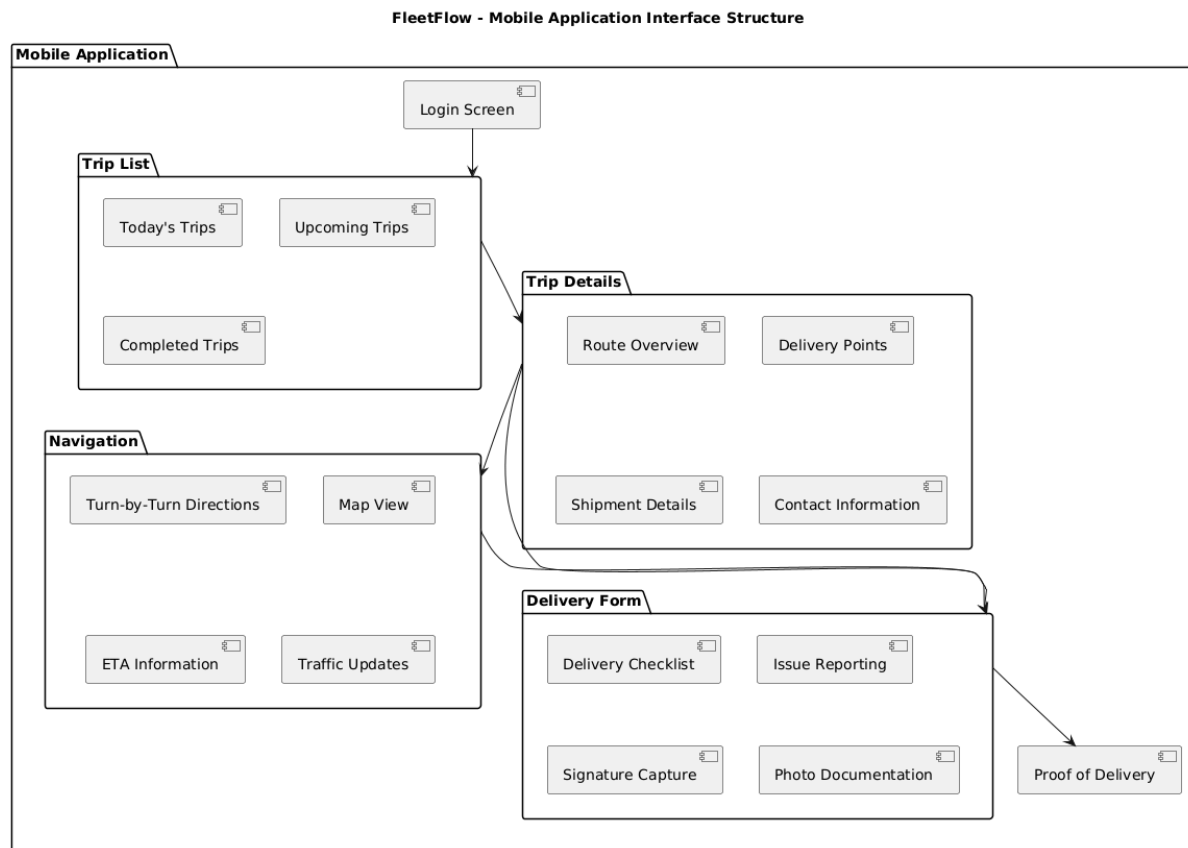 FleetFlow - Mobile Application Interface Structure
Mobile Application
Login Screen
Trip List
Today's Trips
Upcoming Trips
Completed Trips
Trip Details
Route Overview
Delivery Points
Shipment Details
Contact Information
Navigation
Turn-by-Turn Directions
Map View
ETA Information
Traffic Updates
Delivery Form
Delivery Checklist
Issue Reporting
Signature Capture
Photo Documentation
Proof of Delivery